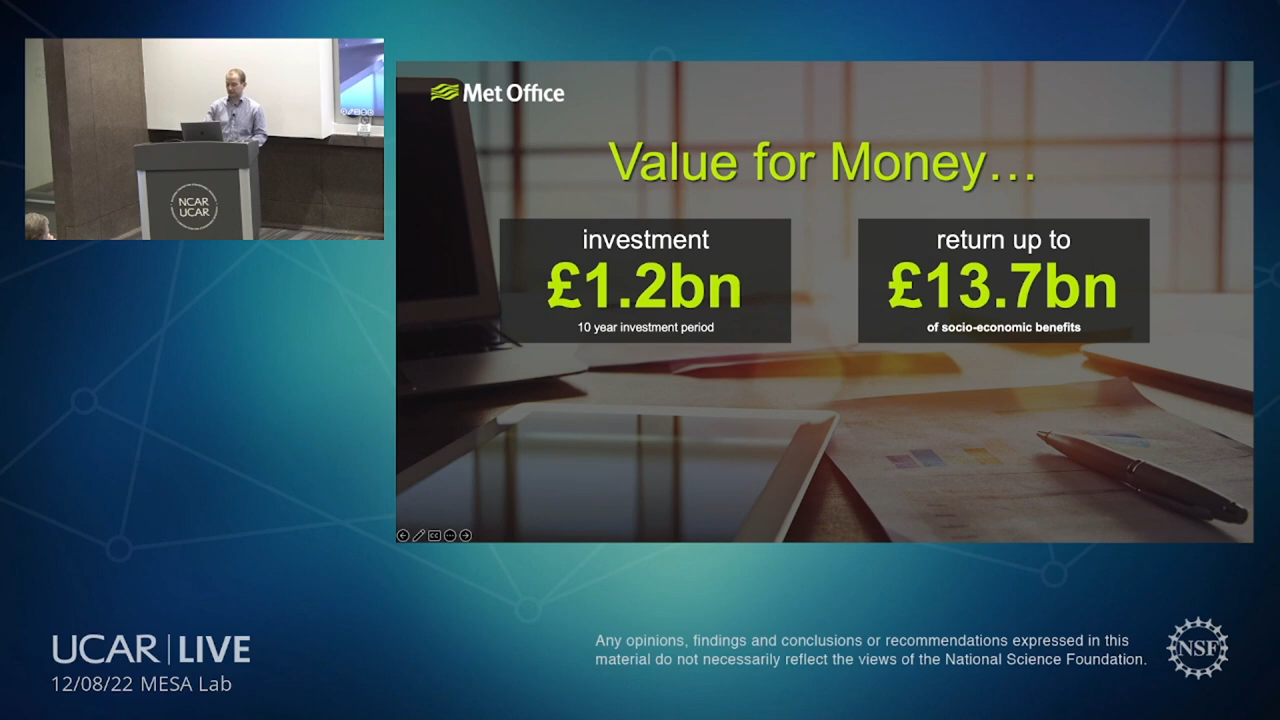 NCAR
UCAR
Met Office
Value for Money…
investment
£1.2bn
10 year investment period
return up to
£13.7bn
of socio-economic benefits
UCAR | LIVE
12/08/22 MESA Lab
Any opinions, findings and conclusions or recommendations expressed in this
material do not necessarily reflect the views of the National Science Foundation.
NSF